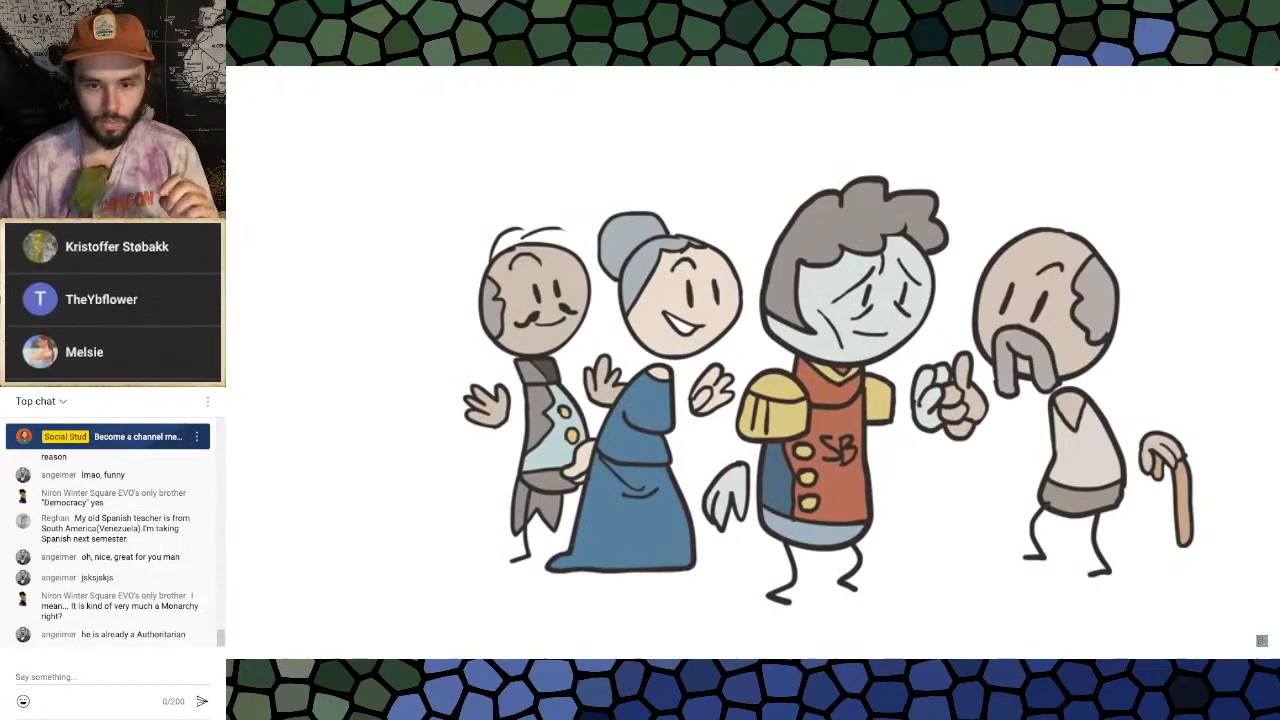 USA
Kristoffer Støbakk
T TheYbflower
Melsie
Top chat
Social Stud Become a channel me...
reason
angeimer lmao, funny
Niron Winter Square EVO's only brother
"Democracy" yes
Reghan My old Spanish teacher is from
South America(Venezuela).I'm taking
Spanish next semester.
angeimer oh, nice, great for you man
angeimer jsksjskjs
Niron Winter Square EVO's only brother I
mean... It is kind of very much a Monarchy
right?
angeimer he is already a Authoritarian
Say something...
0/200
SB